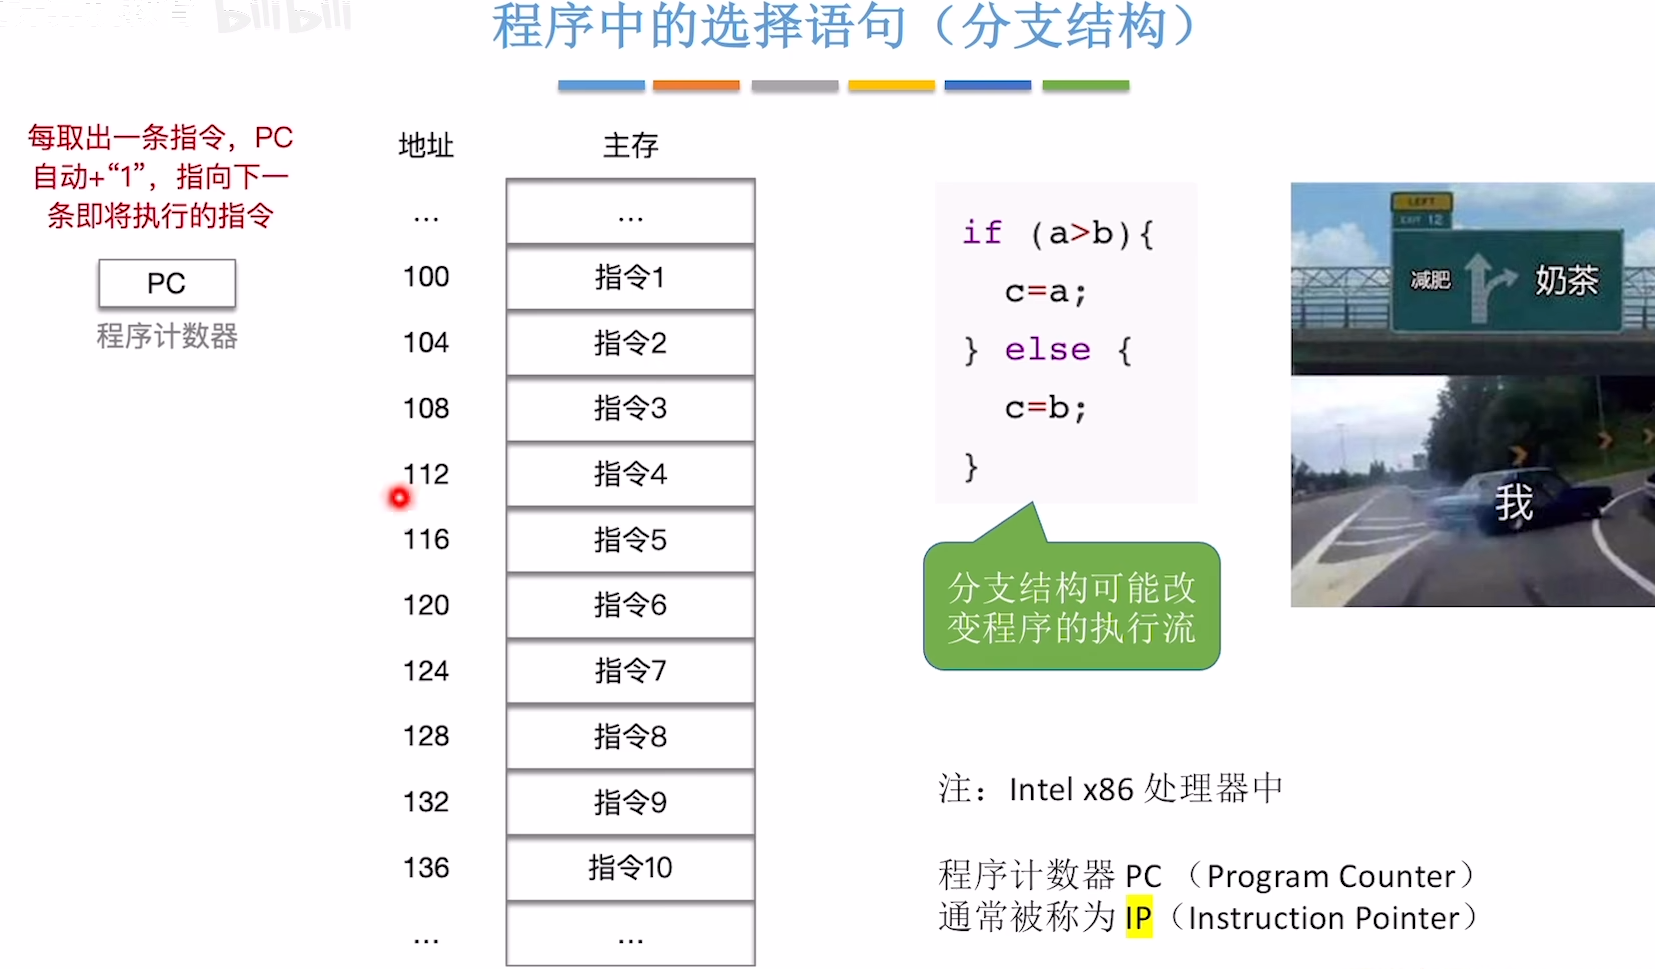 bilibili
程序中的选择语句（分支结构）
每取出一条指令，PC
自动+“1”，指向下一
条即将执行的指令
PC
程序计数器
地址 主存
... ...
100 指令1
104 指令2
108 指令3
112 指令4
116 指令5
120 指令6
124 指令7
128 指令8
132 指令9
136 指令10
... ...
if (a>b){
c=a;
} else {
c=b;
}
分支结构可能改
变程序的执行流
LEFT
EXIT 12
减肥 奶茶
我
注：Intel x86 处理器中
程序计数器 PC （Program Counter）
通常被称为 IP（Instruction Pointer）